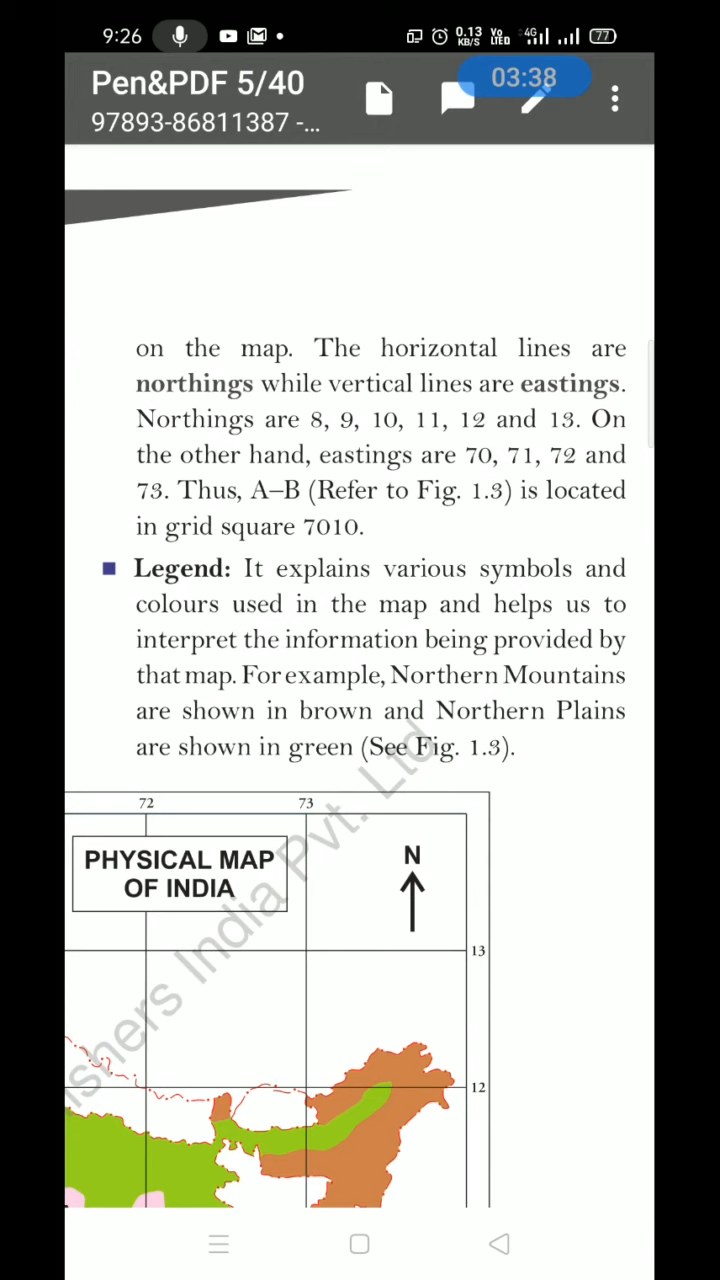 9:26
0.13
KB/S
Vo
LTED
4G
77
Pen&PDF 5/40
03:38
97893-86811387 -...
on the map. The horizontal lines are
northings while vertical lines are eastings.
Northings are 8, 9, 10, 11, 12 and 13. On
the other hand, eastings are 70, 71, 72 and
73. Thus, A–B (Refer to Fig. 1.3) is located
in grid square 7010.
■ Legend: It explains various symbols and
colours used in the map and helps us to
interpret the information being provided by
that map. For example, Northern Mountains
are shown in brown and Northern Plains
are shown in green (See Fig. 1.3).
72 73
PHYSICAL MAP
OF INDIA
N
13
12
shers India Pvt. Ltd